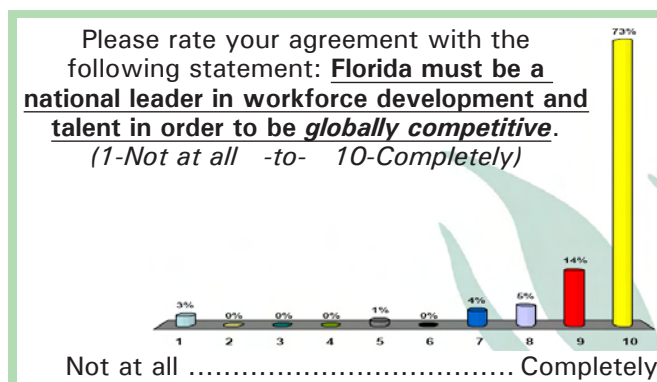 Please rate your agreement with the
following statement: Florida must be a
national leader in workforce development and
talent in order to be globally competitive.
(1-Not at all -to- 10-Completely)
73%
14%
3%
0%
0%
0%
1%
0%
4%
5%
1 2 3 4 5 6 7 8 9 10
Not at all ..................................... Completely